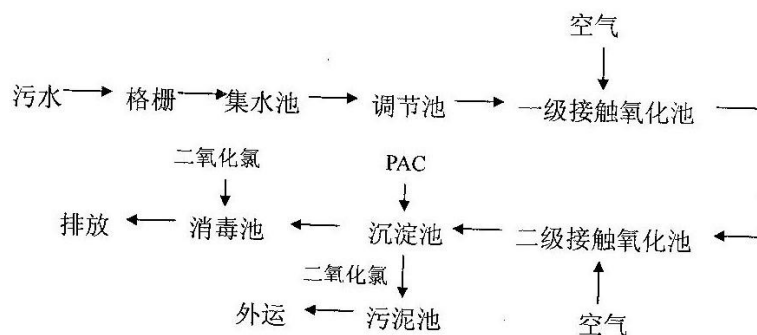 空气
污水 格栅 集水池 调节池 一级接触氧化池
二氧化氯 PAC
排放 消毒池 沉淀池 二级接触氧化池
二氧化氯
外运 污泥池 空气